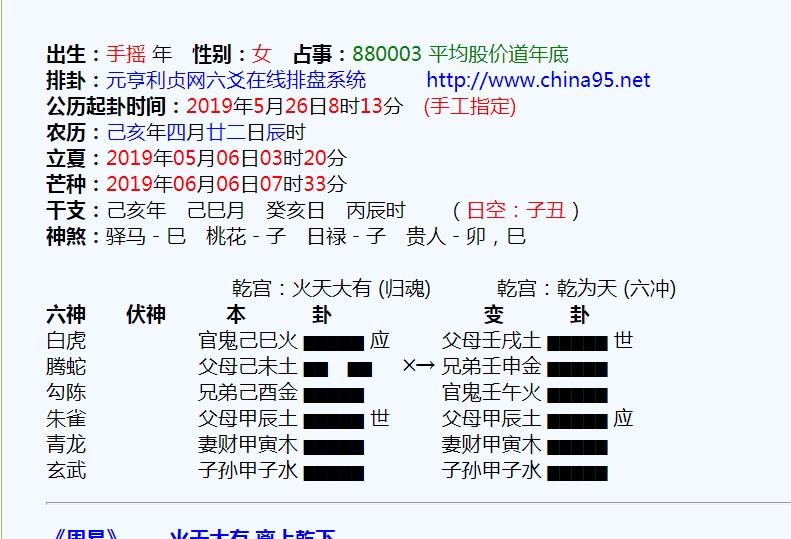 出生：手摇 年 性别：女 占事：880003 平均股价道年底
排卦：元亨利贞网六爻在线排盘系统 http://www.china95.net
公历起卦时间：2019年5月26日8时13分 (手工指定)
农历：己亥年四月廿二日辰时
立夏：2019年05月06日03时20分
芒种：2019年06月06日07时33分
干支：己亥年 己巳月 癸亥日 丙辰时 （日空：子丑）
神煞：驿马－巳 桃花－子 日禄－子 贵人－卯，巳
乾宫：火天大有 (归魂) 乾宫：乾为天 (六冲)
六神 伏神 本 卦 变 卦
白虎 官鬼己巳火 应 父母壬戌土 世
腾蛇 父母己未土 ×→ 兄弟壬申金
勾陈 兄弟己酉金 官鬼壬午火
朱雀 父母甲辰土 世 父母甲辰土 应
青龙 妻财甲寅木 妻财甲寅木
玄武 子孙甲子水 子孙甲子水
《周易》 火天大有 离上乾下